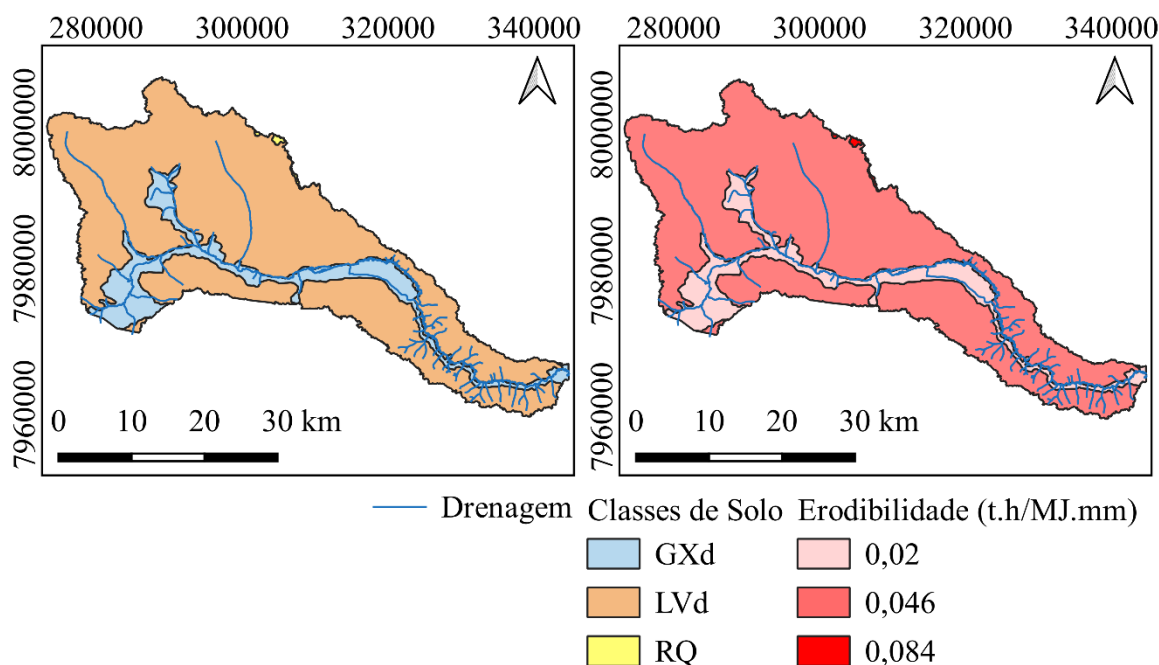 280000 300000 320000 340000
280000 300000 320000 340000
8000000
7980000
7960000
8000000
7980000
7960000
0 10 20 30 km
0 10 20 30 km
Drenagem
Classes de Solo
GXd
LVd
RQ
Erodibilidade (t.h/MJ.mm)
0,02
0,046
0,084